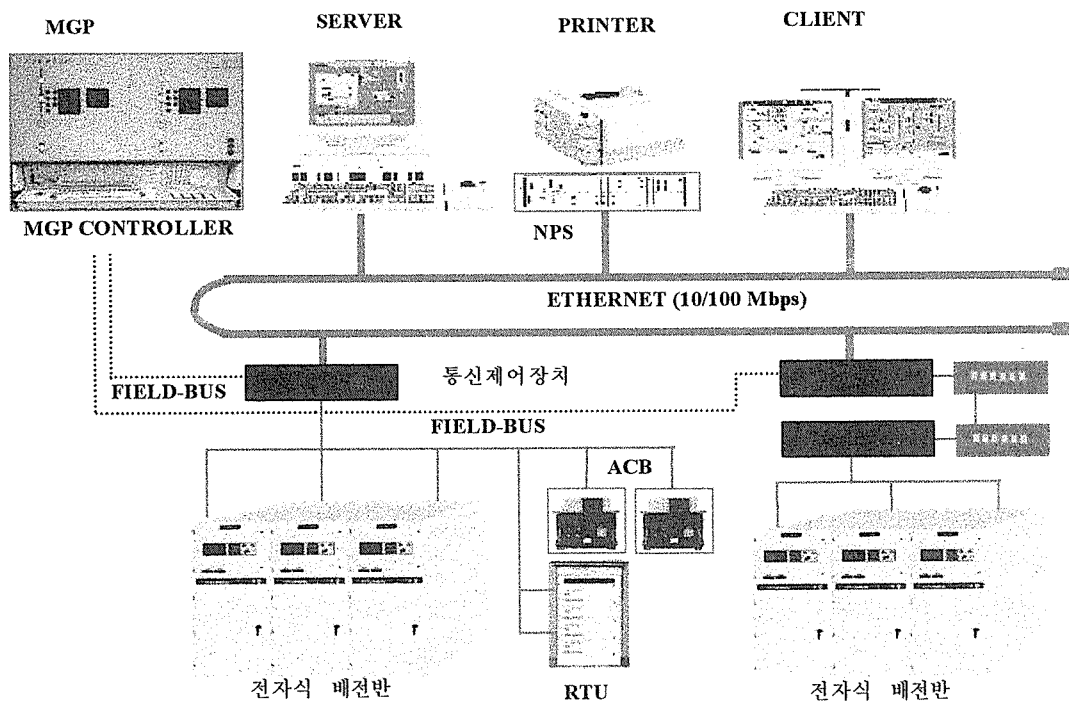 MGP
SERVER
PRINTER
CLIENT
MGP CONTROLLER
NPS
ETHERNET (10/100 Mbps)
통신제어장치
FIELD-BUS
FIELD-BUS
ACB
전자식 배전반
RTU
전자식 배전반